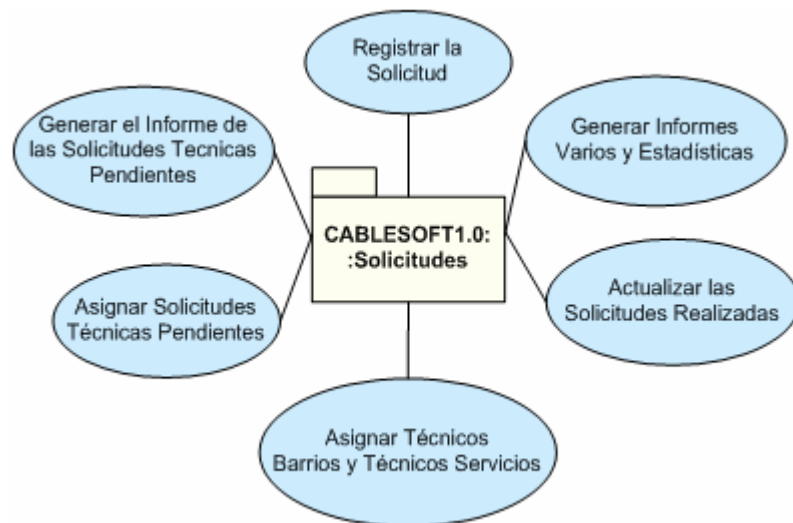 Registrar la
Solicitud
Generar el Informe de
las Solicitudes Tecnicas
Pendientes
Generar Informes
Varios y Estadísticas
CABLESOFT1.0:
:Solicitudes
Asignar Solicitudes
Técnicas Pendientes
Actualizar las
Solicitudes Realizadas
Asignar Técnicos
Barrios y Técnicos Servicios